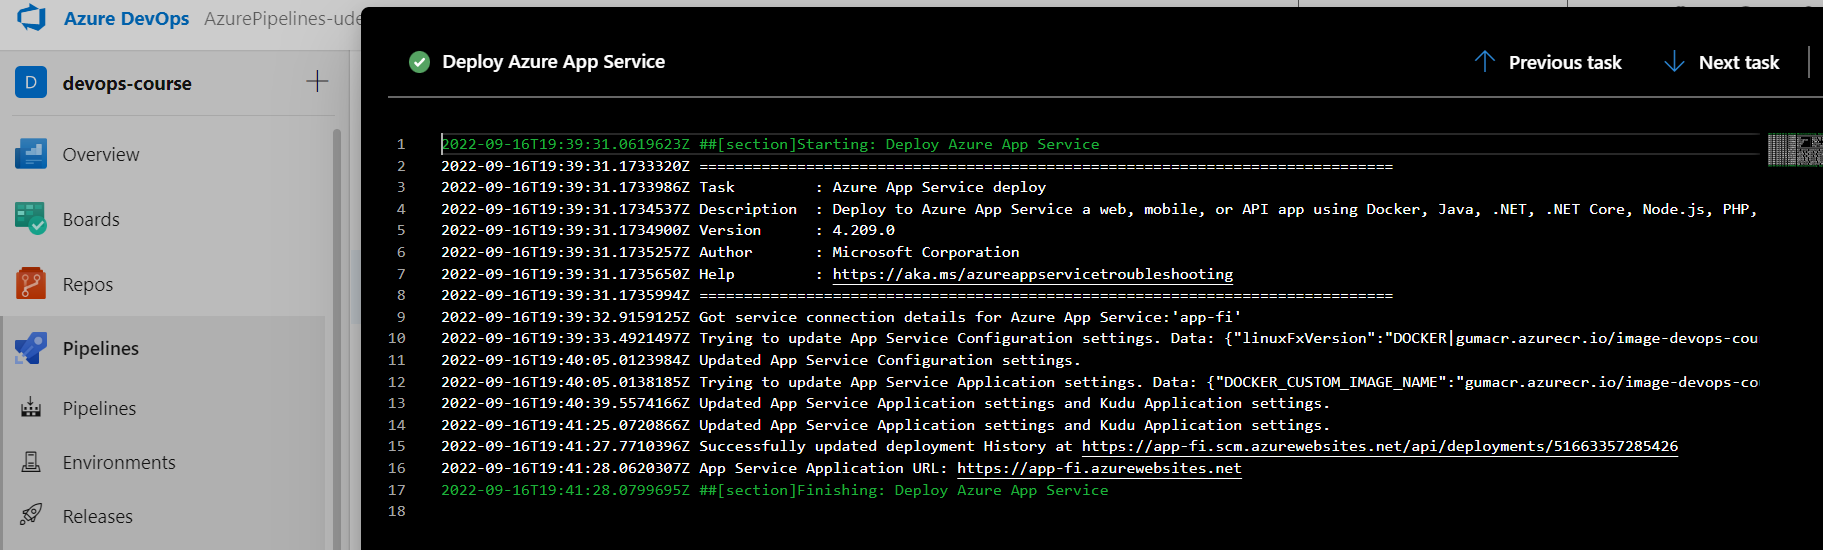 Azure DevOps AzurePipelines-ude
D devops-course
Overview
Boards
Repos
Pipelines
Pipelines
Environments
Releases
Deploy Azure App Service
Previous task
Next task
1 2022-09-16T19:39:31.0619623Z ##[section]Starting: Deploy Azure App Service
2 2022-09-16T19:39:31.1733320Z ==============================================================================
3 2022-09-16T19:39:31.1733986Z Task         : Azure App Service deploy
4 2022-09-16T19:39:31.1734537Z Description  : Deploy to Azure App Service a web, mobile, or API app using Docker, Java, .NET, .NET Core, Node.js, PHP,
5 2022-09-16T19:39:31.1734900Z Version      : 4.209.0
6 2022-09-16T19:39:31.1735257Z Author       : Microsoft Corporation
7 2022-09-16T19:39:31.1735650Z Help         : https://aka.ms/azureappservicetroubleshooting
8 2022-09-16T19:39:31.1735994Z ==============================================================================
9 2022-09-16T19:39:32.9159125Z Got service connection details for Azure App Service:'app-fi'
10 2022-09-16T19:39:33.4921497Z Trying to update App Service Configuration settings. Data: {"linuxFxVersion":"DOCKER|gumacr.azurecr.io/image-devops-cou
11 2022-09-16T19:40:05.0123984Z Updated App Service Configuration settings.
12 2022-09-16T19:40:05.0138185Z Trying to update App Service Application settings. Data: {"DOCKER_CUSTOM_IMAGE_NAME":"gumacr.azurecr.io/image-devops-co
13 2022-09-16T19:40:39.5574166Z Updated App Service Application settings and Kudu Application settings.
14 2022-09-16T19:41:25.0720866Z Updated App Service Application settings and Kudu Application settings.
15 2022-09-16T19:41:27.7710396Z Successfully updated deployment History at https://app-fi.scm.azurewebsites.net/api/deployments/51663357285426
16 2022-09-16T19:41:28.0620307Z App Service Application URL: https://app-fi.azurewebsites.net
17 2022-09-16T19:41:28.0799695Z ##[section]Finishing: Deploy Azure App Service
18